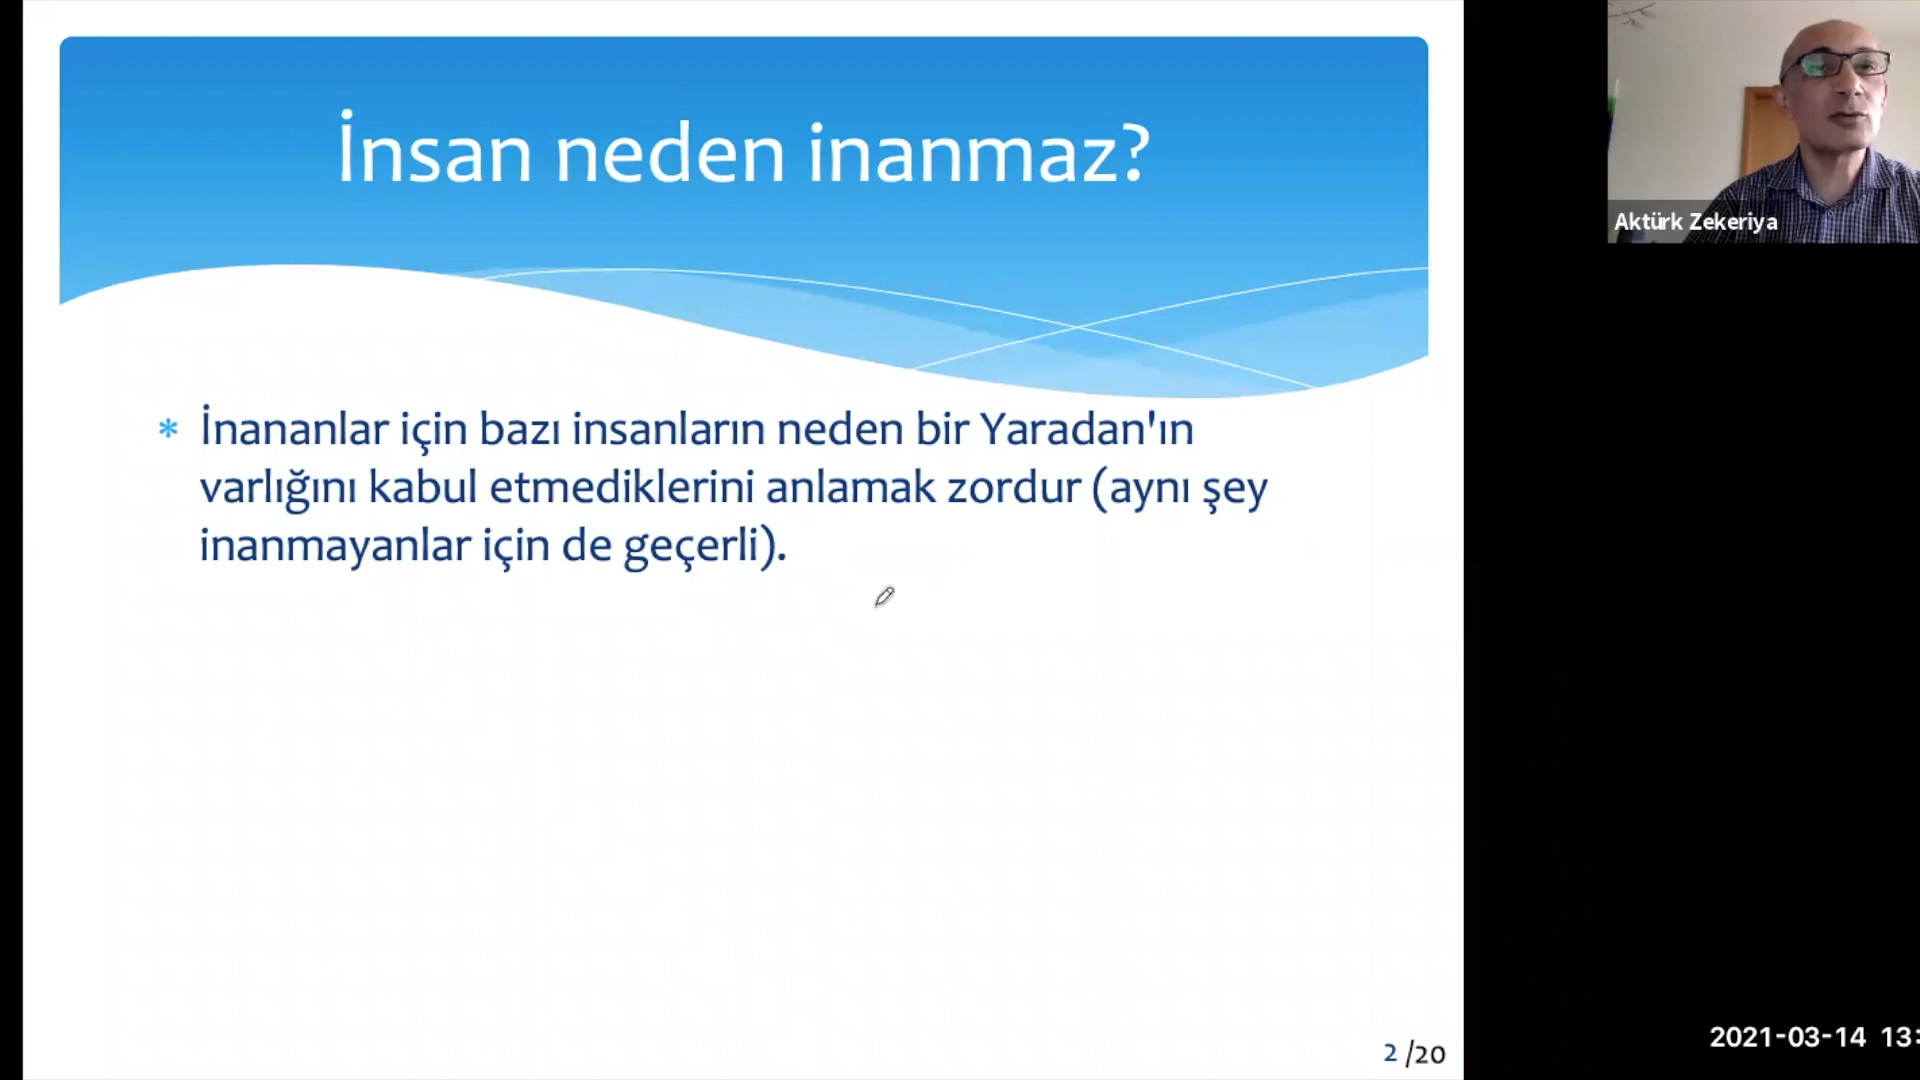 İnsan neden inanmaz?
* İnananlar için bazı insanların neden bir Yaradan'ın
varlığını kabul etmediklerini anlamak zordur (aynı şey
inanmayanlar için de geçerli).
2 /20
Aktürk Zekeriya
2021-03-14 13: